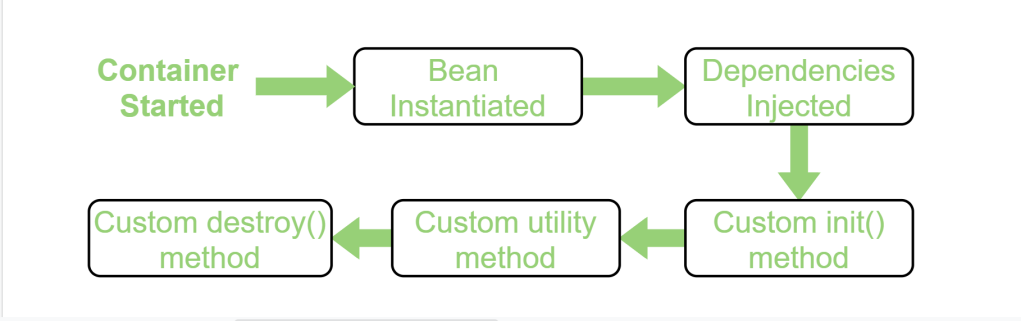 Container
Started
Bean
Instantiated
Dependencies
Injected
Custom init()
method
Custom utility
method
Custom destroy()
method